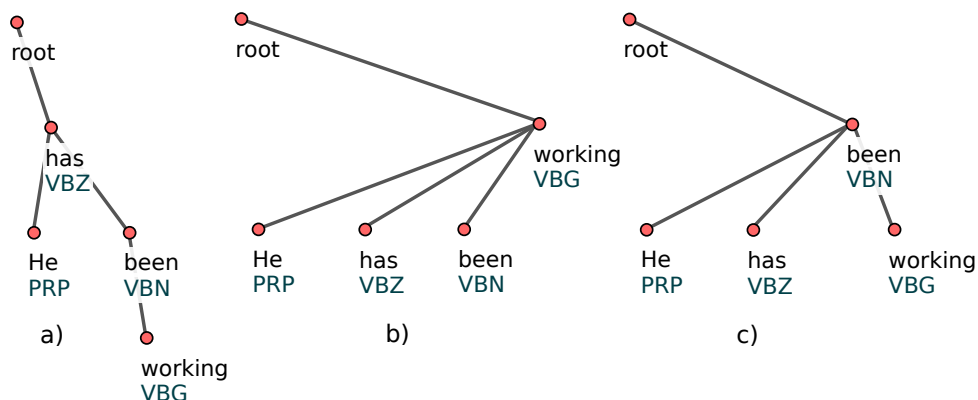 root
has
VBZ
He
PRP
been
VBN
working
VBG
a)
root
working
VBG
He
PRP
has
VBZ
been
VBN
b)
root
been
VBN
He
PRP
has
VBZ
working
VBG
c)